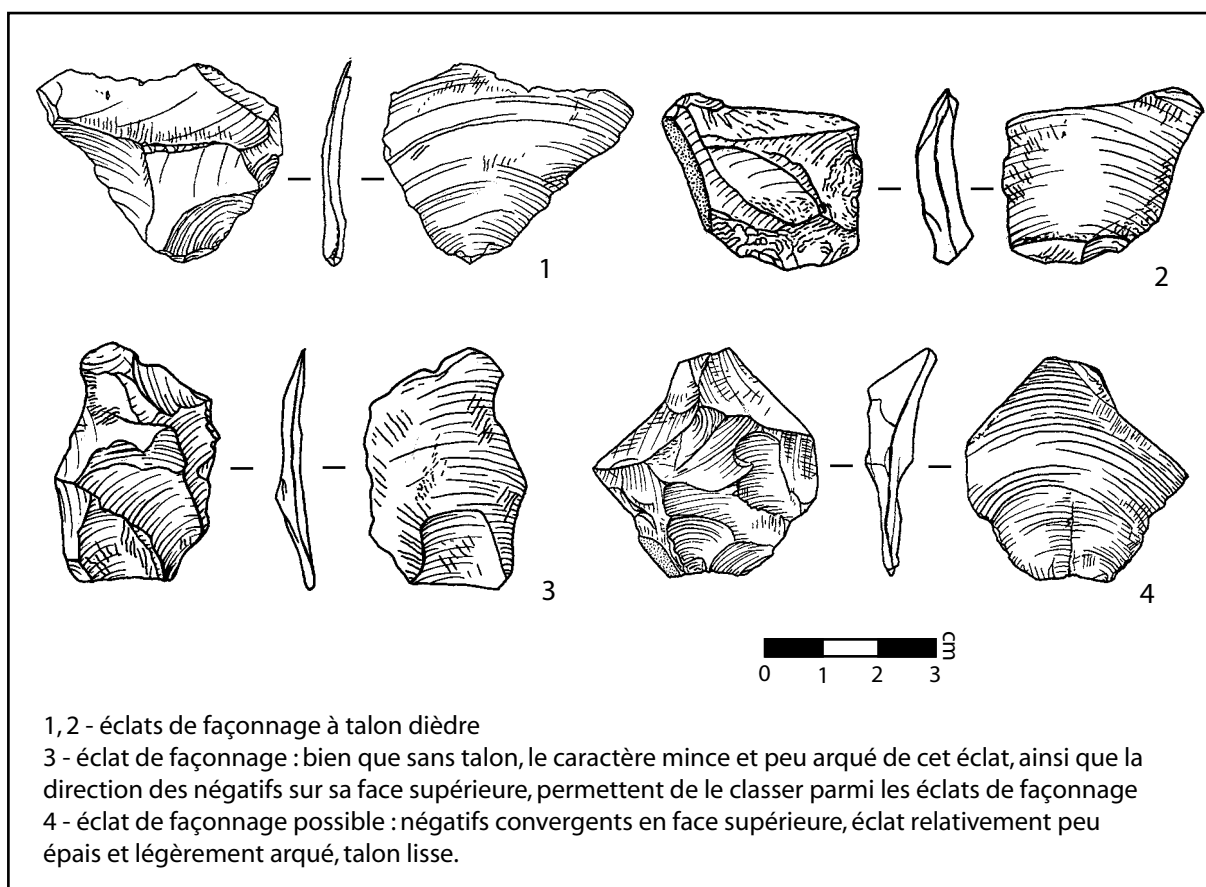 1
2
3
4
cm
0 1 2 3
1, 2 - éclats de façonnage à talon dièdre
3 - éclat de façonnage : bien que sans talon, le caractère mince et peu arqué de cet éclat, ainsi que la
direction des négatifs sur sa face supérieure, permettent de le classer parmi les éclats de façonnage
4 - éclat de façonnage possible : négatifs convergents en face supérieure, éclat relativement peu
épais et légèrement arqué, talon lisse.